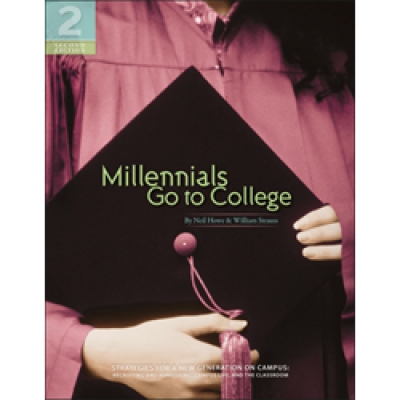 2
SECOND
EDITION
Millennials
Go to College
By Neil Howe & William Strauss
STRATEGIES FOR A NEW GENERATION ON CAMPUS:
RECRUITING AND ADMISSIONS, CAMPUS LIFE, AND THE CLASSROOM